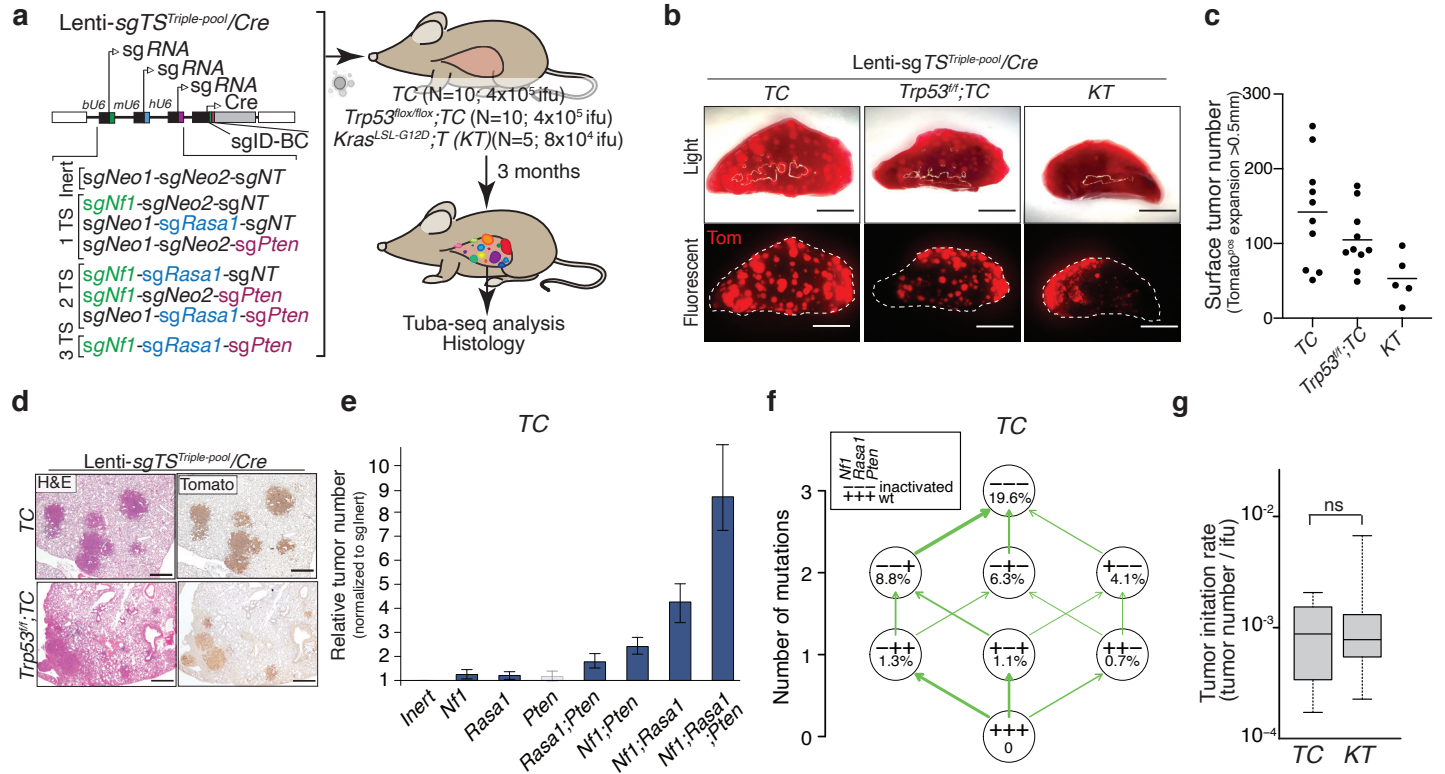 a
Lenti-sgTS^Triple-pool/Cre
sgRNA
sgRNA
sgRNA
Cre
bU6 mU6 hU6
sgID-BC
Inert
sgNeo1-sgNeo2-sgNT
1 TS
sgNf1-sgNeo2-sgNT
sgNeo1-sgRasa1-sgNT
sgNeo1-sgNeo2-sgPten
2 TS
sgNf1-sgRasa1-sgNT
sgNf1-sgNeo2-sgPten
sgNeo1-sgRasa1-sgPten
3 TS
sgNf1-sgRasa1-sgPten
TC (N=10; 4x10^5 ifu)
Trp53^flox/flox;TC (N=10; 4x10^5 ifu)
Kras^LSL-G12D;T (KT)(N=5; 8x10^4 ifu)
3 months
Tuba-seq analysis
Histology
b
Lenti-sgTS^Triple-pool/Cre
TC Trp53^f/f;TC KT
Light
Fluorescent
Tom
c
Surface tumor number
(Tomato^pos expansion >0.5mm)
300
200
100
0
TC
Trp53^f/f;TC
KT
d
Lenti-sgTS^Triple-pool/Cre
H&E Tomato
TC
Trp53^f/f;TC
e
TC
Relative tumor number
(normalized to sgInert)
10
9
8
7
6
5
4
3
2
1
Inert
Nf1
Rasa1
Pten
Rasa1;Pten
Nf1;Pten
Nf1;Rasa1
Nf1;Rasa1
;Pten
f
TC
Nf1
Rasa1
Pten
−−− inactivated
+++ wt
Number of mutations
3
2
1
0
−−−
19.6%
−−+
8.8%
−+−
6.3%
+−−
4.1%
−++
1.3%
+−+
1.1%
++−
0.7%
+++
0
g
Tumor initation rate
(tumor number / ifu)
10^-2
10^-3
10^-4
ns
TC KT